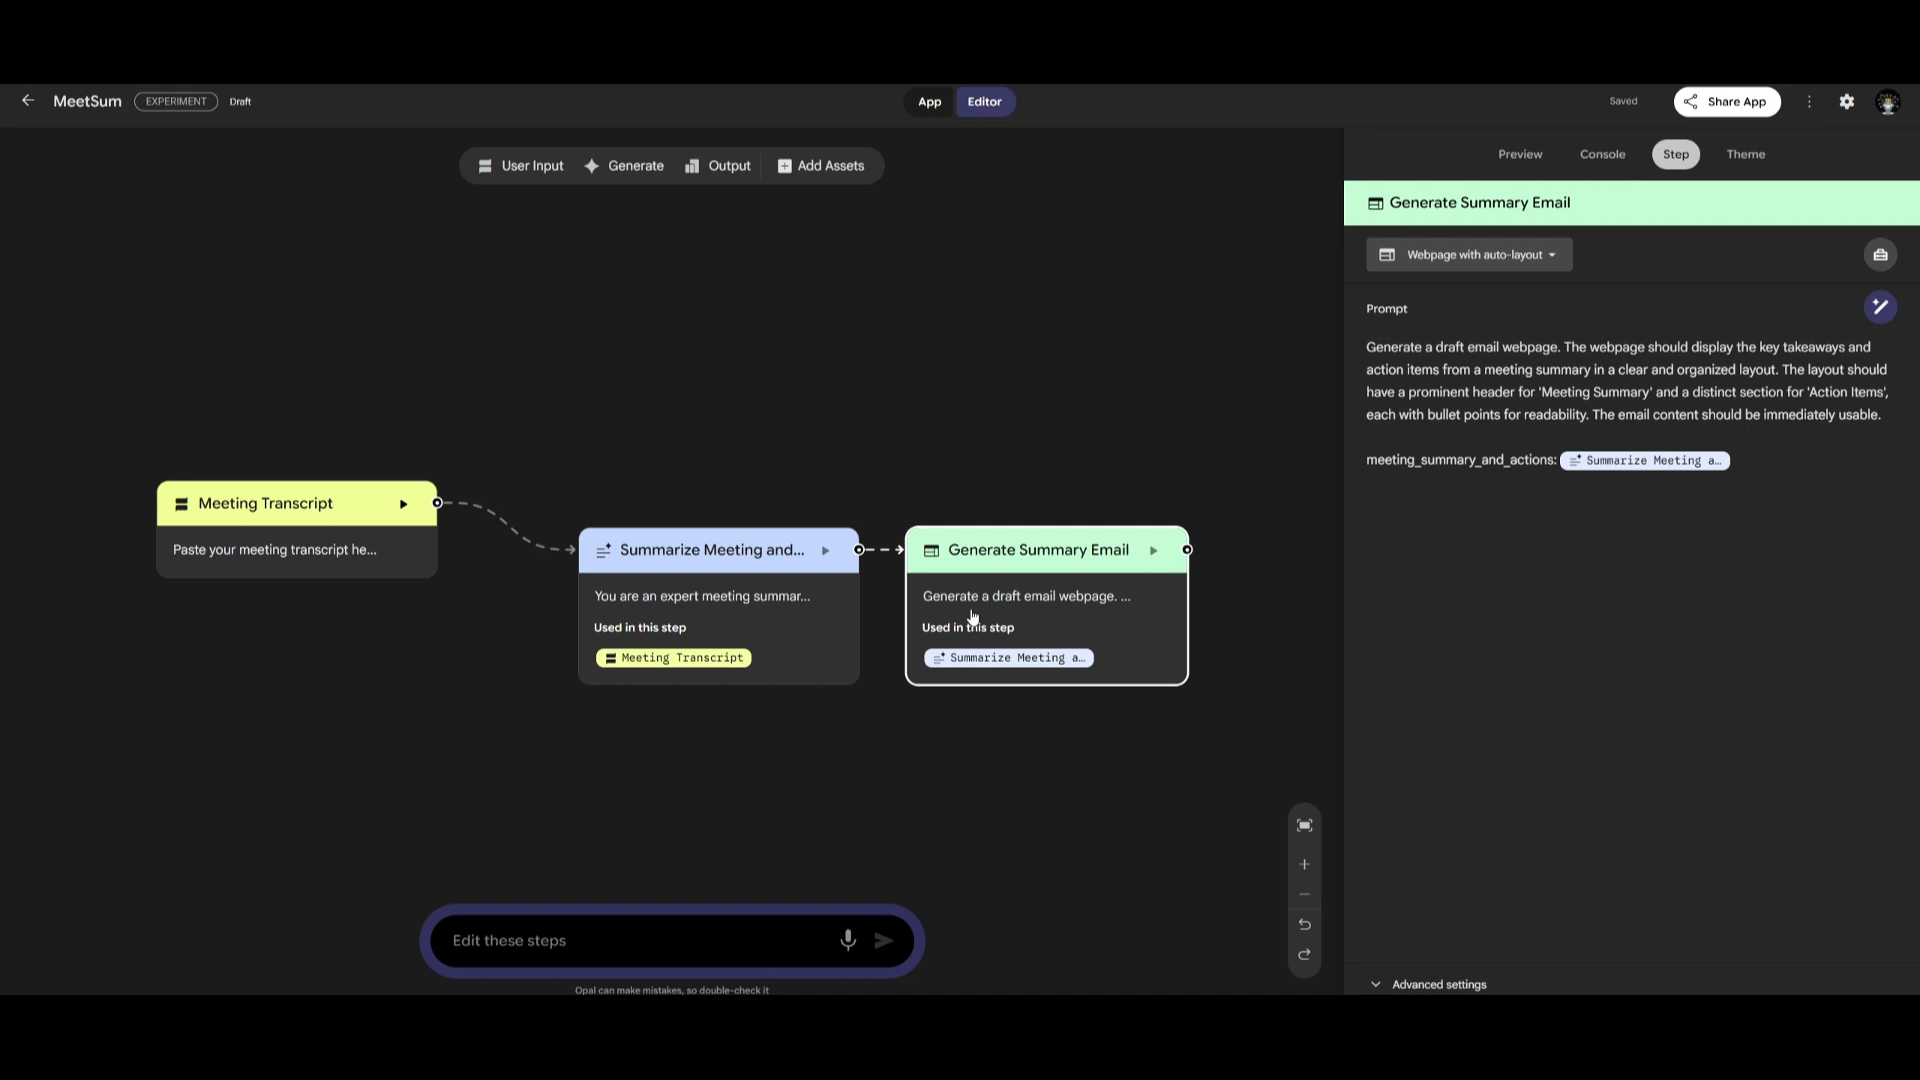 MeetSum EXPERIMENT Draft
App Editor
Saved Share App
User Input Generate Output Add Assets
Preview Console Step Theme
Generate Summary Email
Webpage with auto-layout
Prompt
Generate a draft email webpage. The webpage should display the key takeaways and
action items from a meeting summary in a clear and organized layout. The layout should
have a prominent header for 'Meeting Summary' and a distinct section for 'Action Items',
each with bullet points for readability. The email content should be immediately usable.
meeting_summary_and_actions: Summarize Meeting a...
Meeting Transcript
Paste your meeting transcript he...
Summarize Meeting and...
You are an expert meeting summar...
Used in this step
Meeting Transcript
Generate Summary Email
Generate a draft email webpage. ...
Used in this step
Summarize Meeting a...
Edit these steps
Opal can make mistakes, so double-check it
Advanced settings